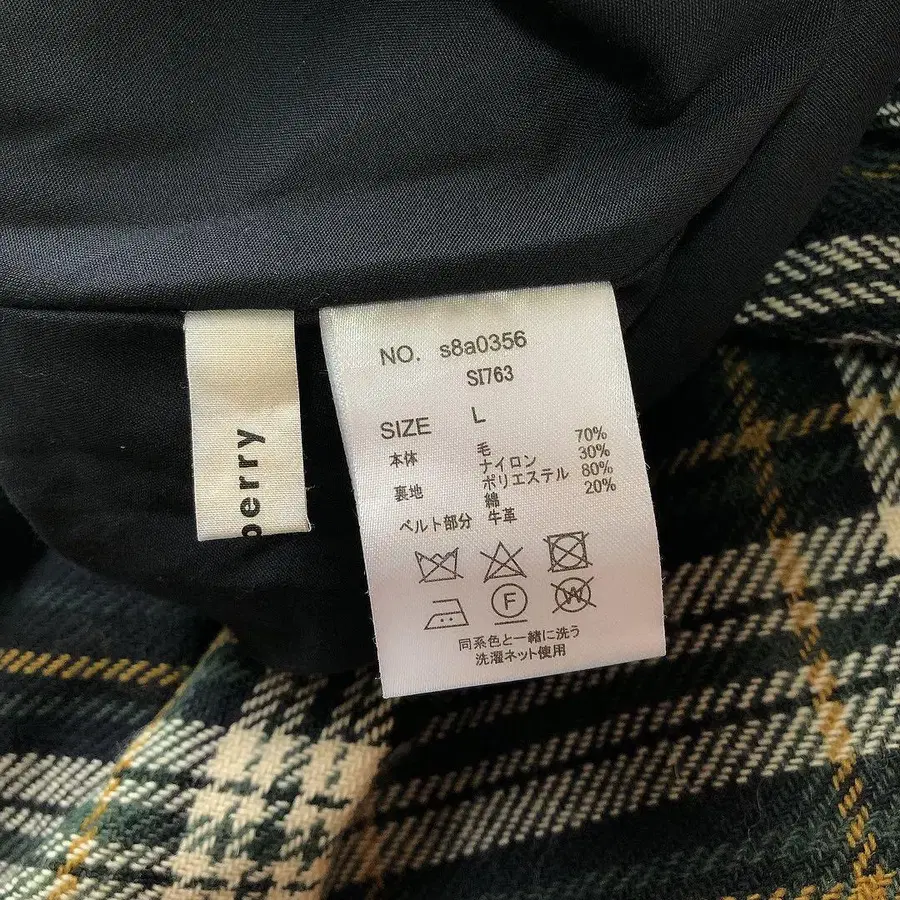 berry
NO. s8a0356
SI763
SIZE L
本体 毛 70%
ナイロン 30%
裏地 ポリエステル 80%
綿 20%
ベルト部分 牛革
F W
同系色と一緒に洗う
洗濯ネット使用